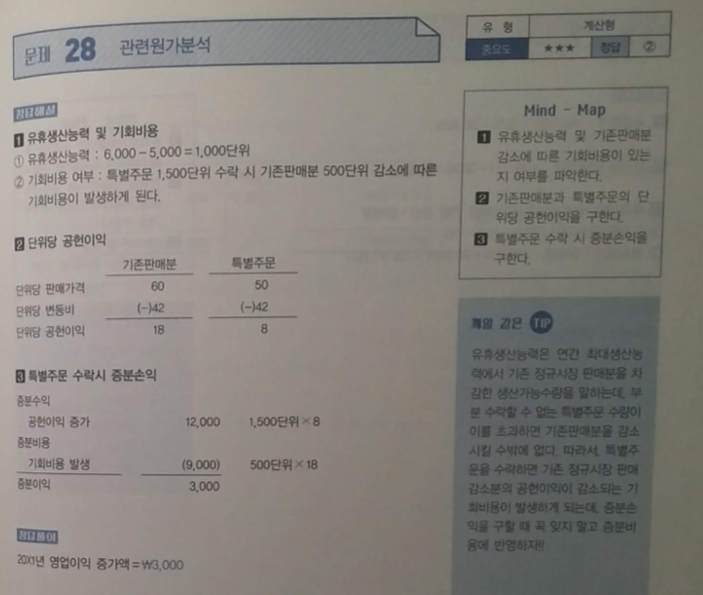 문제 28 관련원가분석
유 형 계산형
중요도 ★★★ 정답 ②
정답해설
1 유휴생산능력 및 기회비용
① 유휴생산능력 : 6,000-5,000=1,000단위
② 기회비용 여부 : 특별주문 1,500단위 수락 시 기존판매분 500단위 감소에 따른
기회비용이 발생하게 된다.
2 단위당 공헌이익
기존판매분 특별주문
단위당 판매가격 60 50
단위당 변동비 (-)42 (-)42
단위당 공헌이익 18 8
3 특별주문 수락시 증분손익
증분수익
공헌이익 증가 12,000 1,500단위×8
증분비용
기회비용 발생 (9,000) 500단위×18
증분이익 3,000
정답풀이
20X1년 영업이익 증가액=₩3,000
Mind - Map
1 유휴생산능력 및 기존판매분
감소에 따른 기회비용이 있는
지 여부를 파악한다.
2 기존판매분과 특별주문의 단
위당 공헌이익을 구한다.
3 특별주문 수락 시 증분손익을
구한다.
깨알 같은 TIP
유휴생산능력은 연간 최대생산능
력에서 기존 정규시장 판매분을 차
감한 생산가능수량을 말하는데, 부
분 수락할 수 없는 특별주문 수량이
이를 초과하면 기존판매분을 감소
시킬 수밖에 없다. 따라서, 특별주
문을 수락하면 기존 정규시장 판매
감소분의 공헌이익이 감소되는 기
회비용이 발생하게 되는데, 증분손
익을 구할 때 꼭 잊지 말고 증분비
용에 반영하자!!